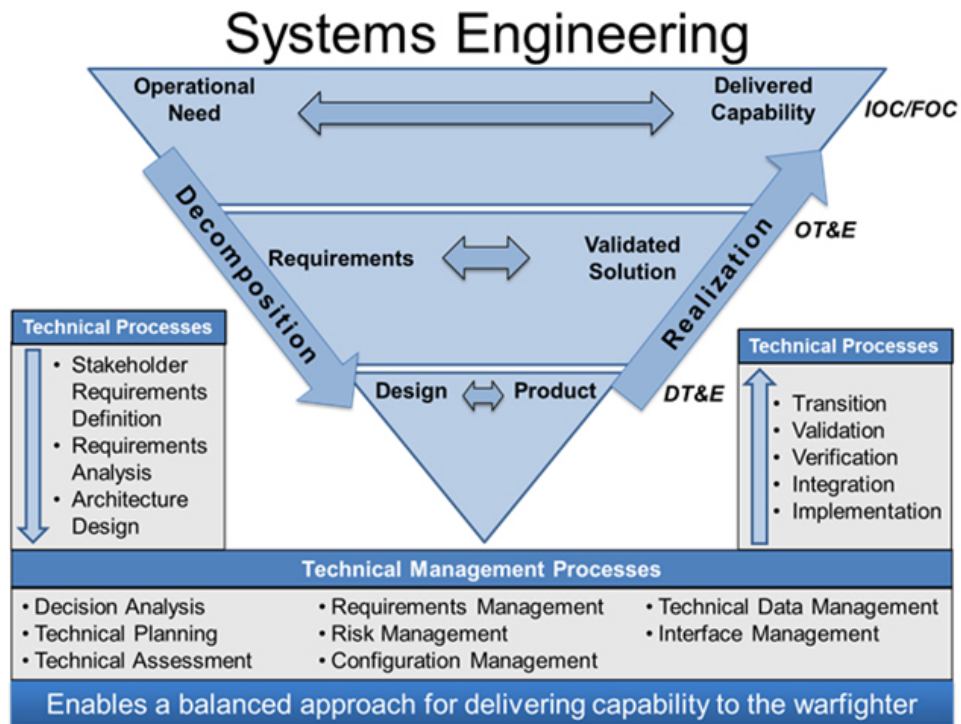 Systems Engineering
Operational
Need
Delivered
Capability
IOC/FOC
Decomposition
Realization
OT&E
Requirements
Validated
Solution
Design
Product
DT&E
Technical Processes
• Stakeholder
Requirements
Definition
• Requirements
Analysis
• Architecture
Design
Technical Processes
• Transition
• Validation
• Verification
• Integration
• Implementation
Technical Management Processes
• Decision Analysis
• Technical Planning
• Technical Assessment
• Requirements Management
• Risk Management
• Configuration Management
• Technical Data Management
• Interface Management
Enables a balanced approach for delivering capability to the warfighter